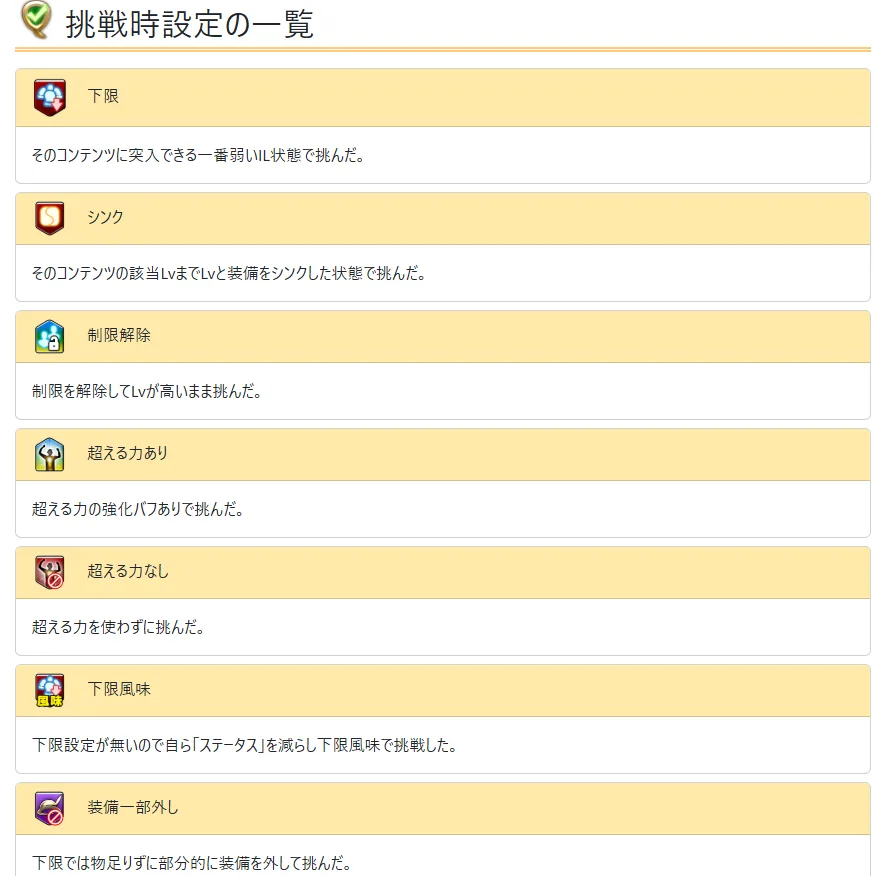 挑戦時設定の一覧
下限
そのコンテンツに突入できる一番弱いIL状態で挑んだ。
シンク
そのコンテンツの該当LvまでLvと装備をシンクした状態で挑んだ。
制限解除
制限を解除してLvが高いまま挑んだ。
超える力あり
超える力の強化バフありで挑んだ。
超える力なし
超える力を使わずに挑んだ。
風味
下限風味
下限設定が無いので自ら「ステータス」を減らし下限風味で挑戦した。
装備一部外し
下限では物足りずに部分的に装備を外して挑んだ。